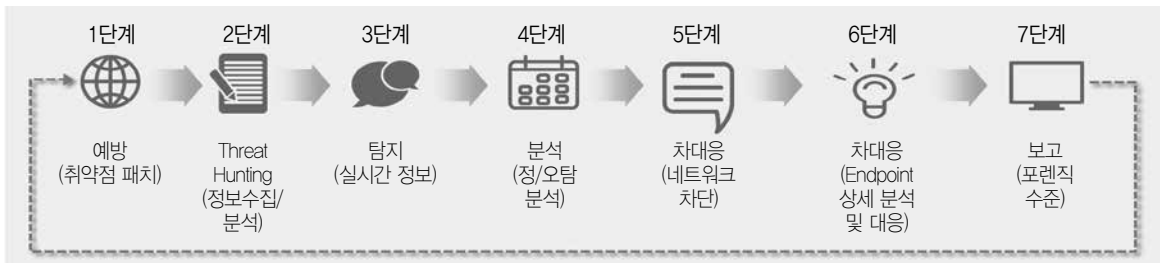 1단계
2단계
3단계
4단계
5단계
6단계
7단계
예방
(취약점 패치)
Threat
Hunting
(정보수집/
분석)
탐지
(실시간 정보)
분석
(정/오탐
분석)
차대응
(네트워크
차단)
차대응
(Endpoint
상세 분석
및 대응)
보고
(포렌직
수준)